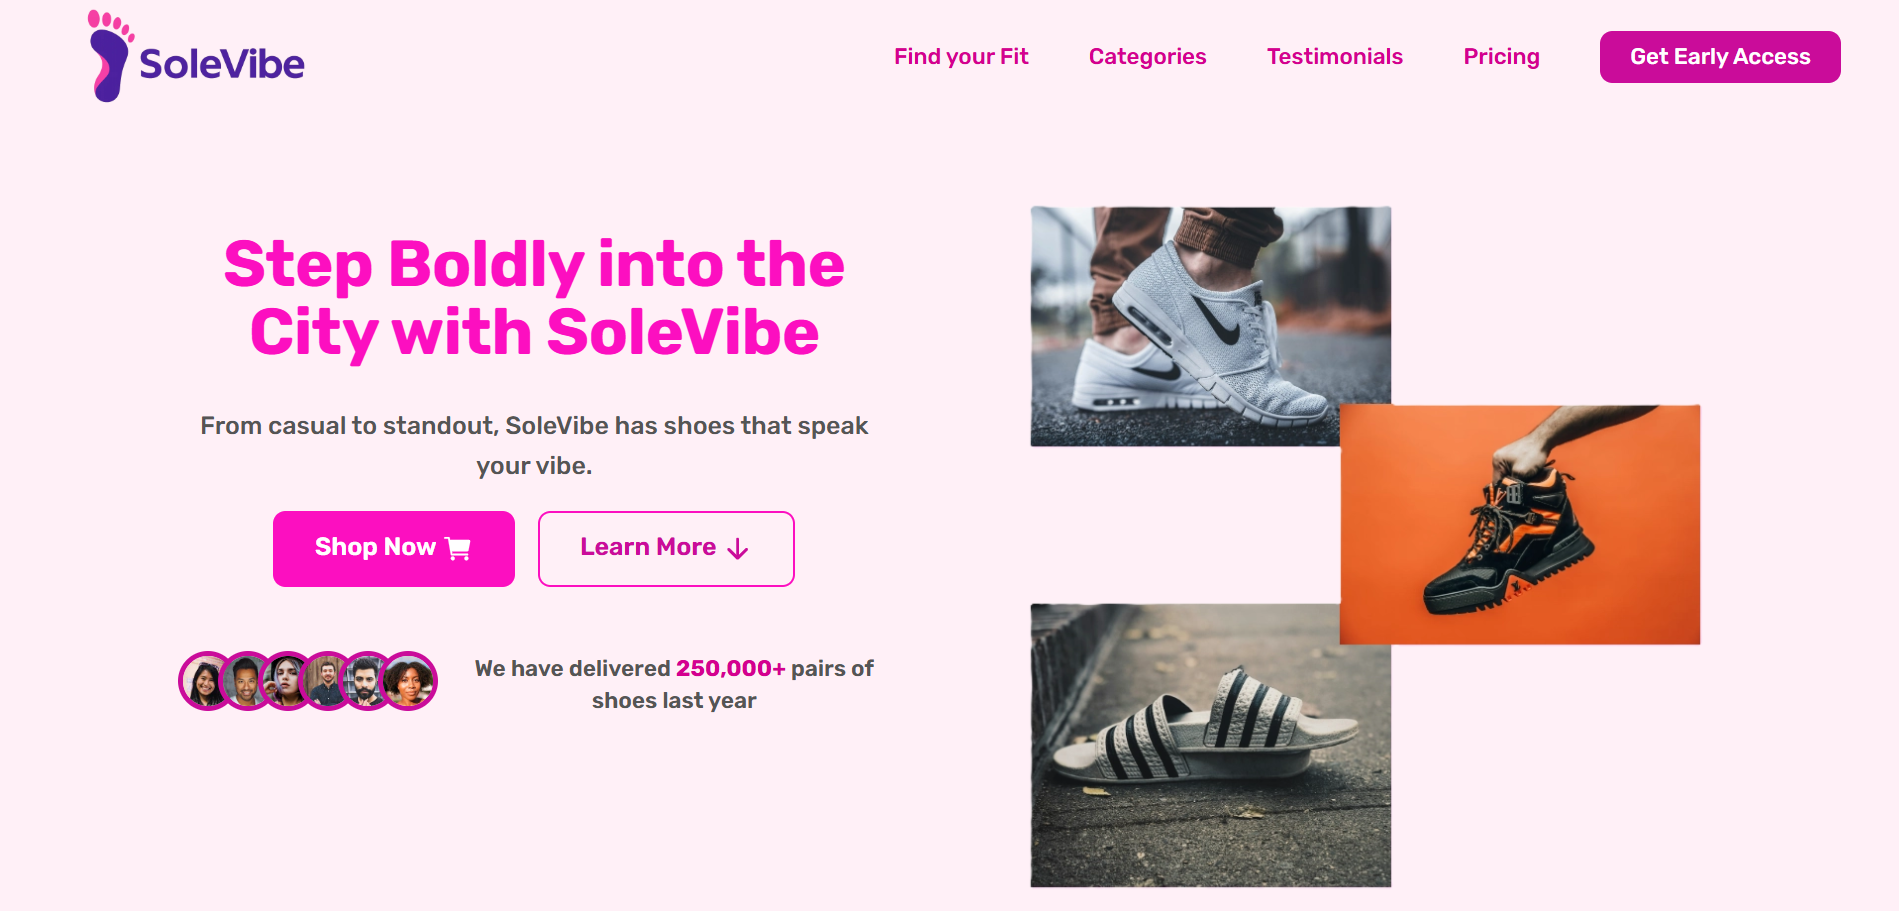 SoleVibe
Find your Fit
Categories
Testimonials
Pricing
Get Early Access
Step Boldly into the
City with SoleVibe
From casual to standout, SoleVibe has shoes that speak
your vibe.
Shop Now
Learn More
We have delivered 250,000+ pairs of
shoes last year